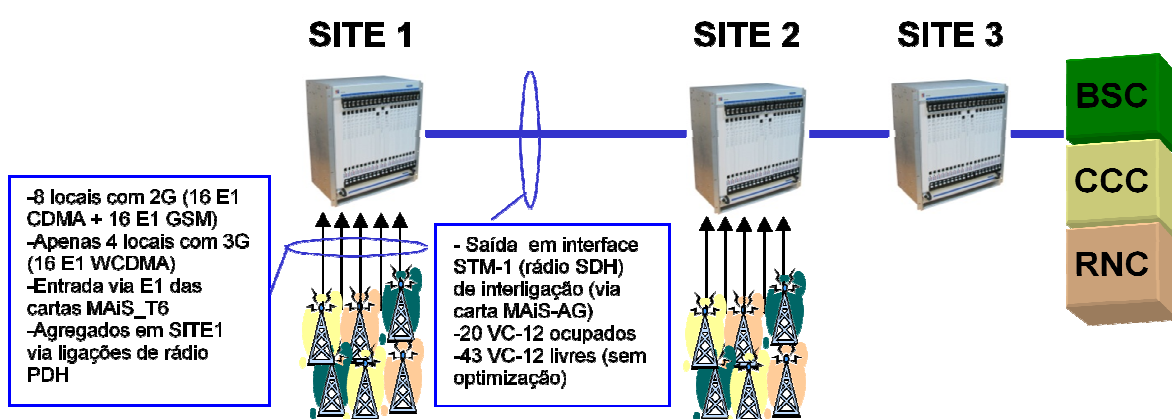 SITE 1
SITE 2
SITE 3
BSC
CCC
RNC
-8 locais com 2G (16 E1
CDMA + 16 E1 GSM)
-Apenas 4 locais com 3G
(16 E1 WCDMA)
-Entrada via E1 das
cartas MAiS_T6
-Agregados em SITE1
via ligações de rádio
PDH
- Saída em interface
STM-1 (rádio SDH)
de interligação (via
carta MAiS-AG)
-20 VC-12 ocupados
-43 VC-12 livres (sem
optimização)